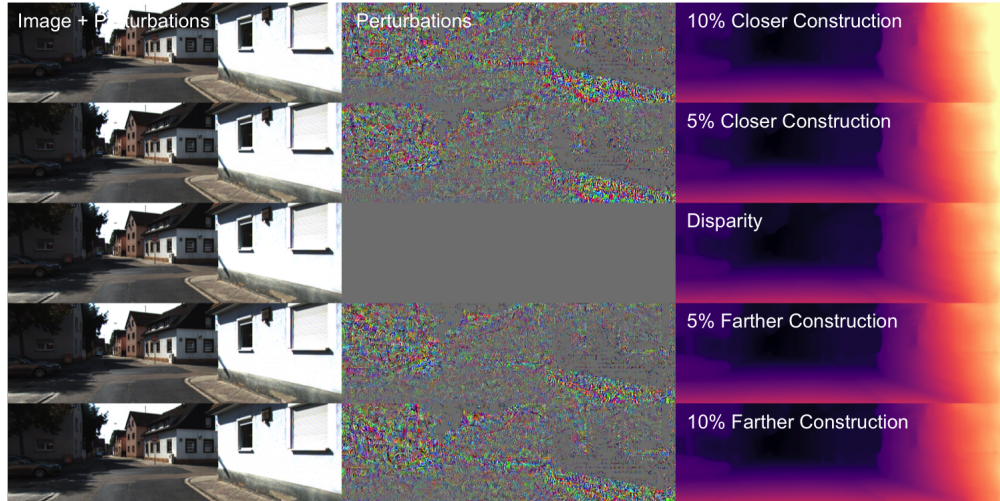 Image + Perturbations
Perturbations
10% Closer Construction
5% Closer Construction
Disparity
5% Farther Construction
10% Farther Construction